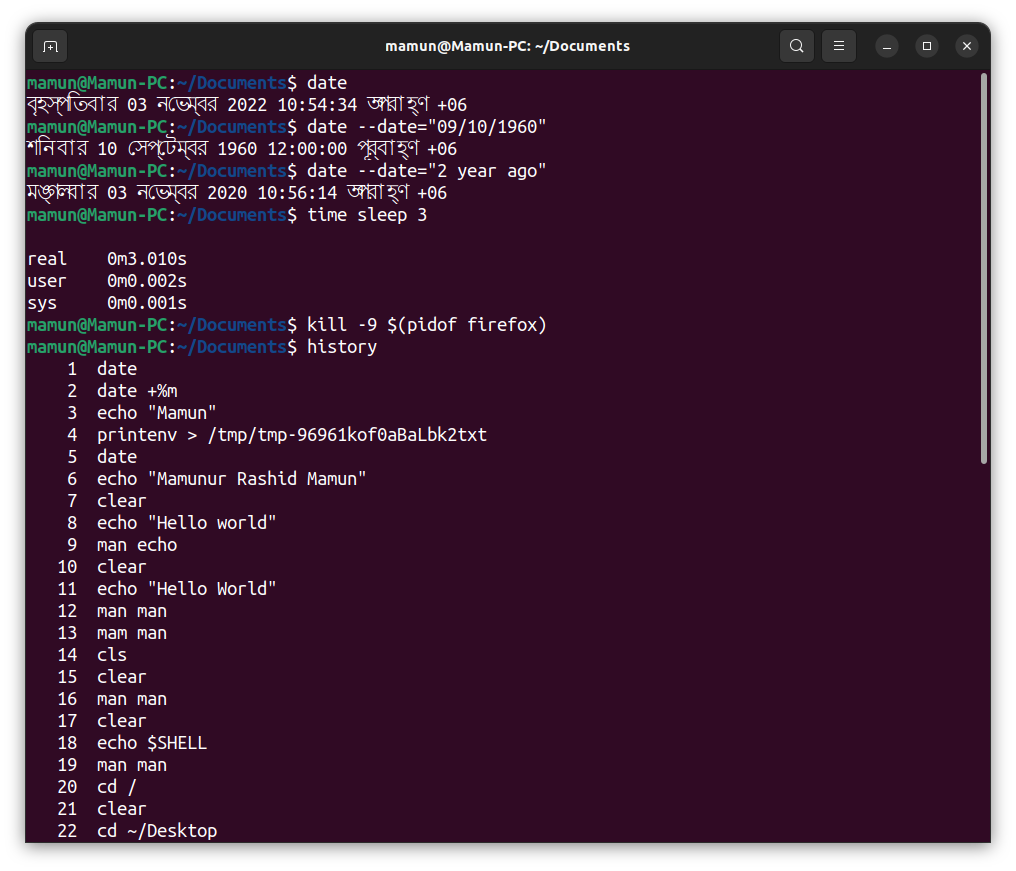 mamun@Mamun-PC: ~/Documents
mamun@Mamun-PC:~/Documents$ date
বৃহস্পতিবার 03 নভেম্বর 2022 10:54:34 অপরাহ্ণ +06
mamun@Mamun-PC:~/Documents$ date --date="09/10/1960"
শনিবার 10 সেপ্টেম্বর 1960 12:00:00 পূর্বাহ্ণ +06
mamun@Mamun-PC:~/Documents$ date --date="2 year ago"
মঙ্গলবার 03 নভেম্বর 2020 10:56:14 অপরাহ্ণ +06
mamun@Mamun-PC:~/Documents$ time sleep 3
real    0m3.010s
user    0m0.002s
sys     0m0.001s
mamun@Mamun-PC:~/Documents$ kill -9 $(pidof firefox)
mamun@Mamun-PC:~/Documents$ history
    1  date
    2  date +%m
    3  echo "Mamun"
    4  printenv > /tmp/tmp-96961kof0aBaLbk2txt
    5  date
    6  echo "Mamunur Rashid Mamun"
    7  clear
    8  echo "Hello world"
    9  man echo
   10  clear
   11  echo "Hello World"
   12  man man
   13  mam man
   14  cls
   15  clear
   16  man man
   17  clear
   18  echo $SHELL
   19  man man
   20  cd /
   21  clear
   22  cd ~/Desktop